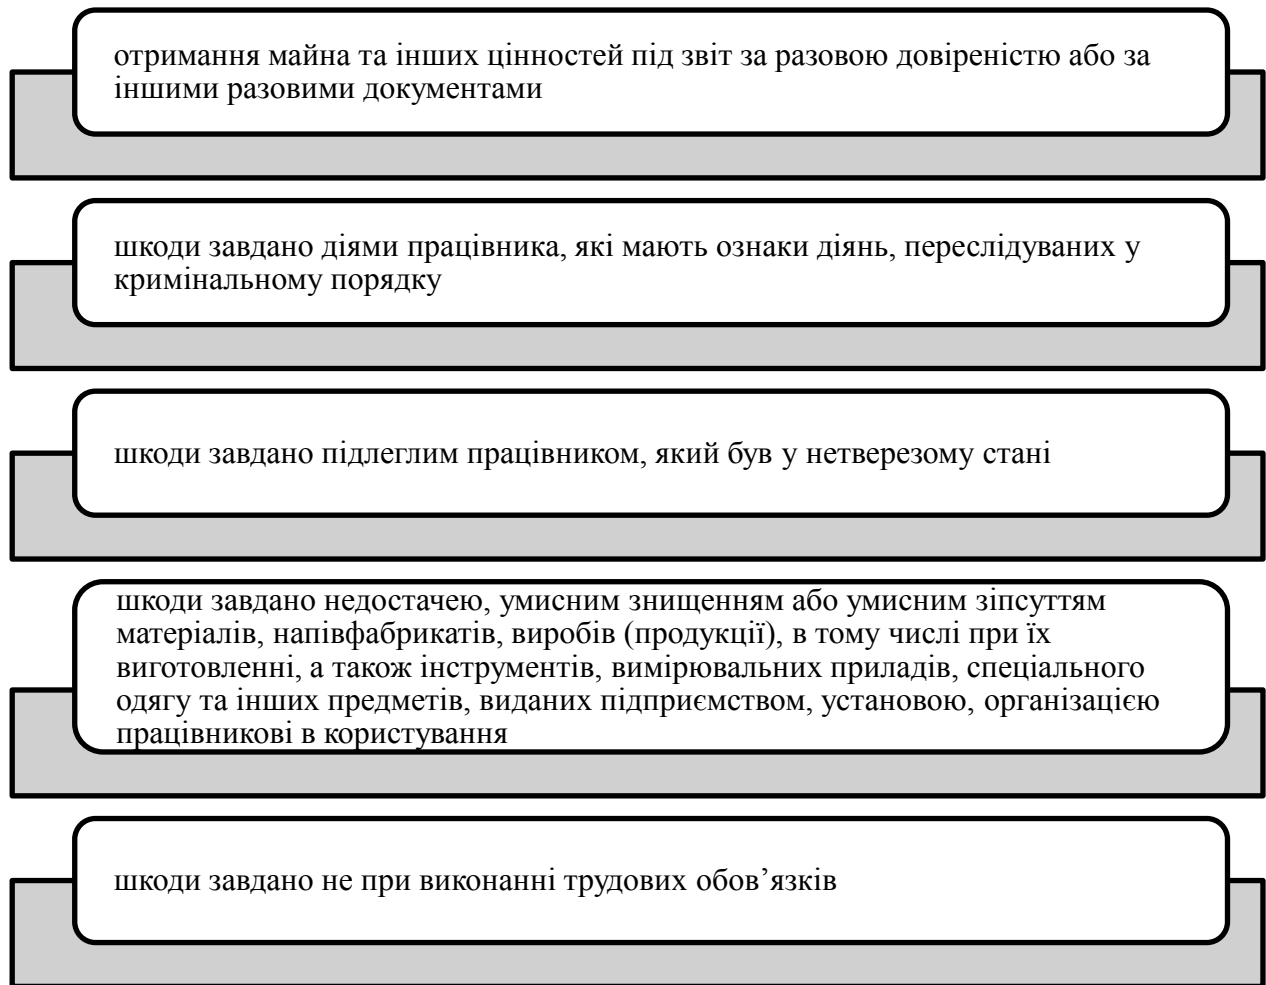 отримання майна та інших цінностей під звіт за разовою довіреністю або за
іншими разовими документами
шкоди завдано діями працівника, які мають ознаки діянь, переслідуваних у
кримінальному порядку
шкоди завдано підлеглим працівником, який був у нетверезому стані
шкоди завдано недостачею, умисним знищенням або умисним зіпсуттям
матеріалів, напівфабрикатів, виробів (продукції), в тому числі при їх
виготовленні, а також інструментів, вимірювальних приладів, спеціального
одягу та інших предметів, виданих підприємством, установою, організацією
працівникові в користування
шкоди завдано не при виконанні трудових обов’язків